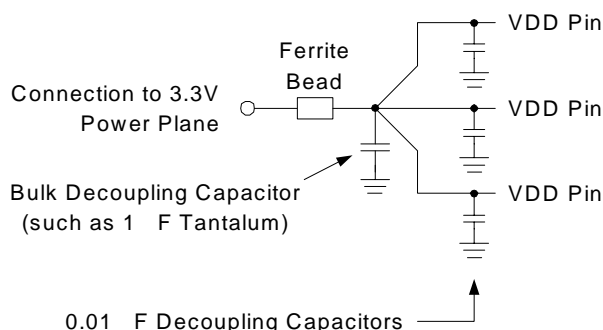 VDD Pin
Ferrite
Bead
Connection to 3.3V
Power Plane
VDD Pin
Bulk Decoupling Capacitor
(such as 1 F Tantalum)
VDD Pin
0.01 F Decoupling Capacitors